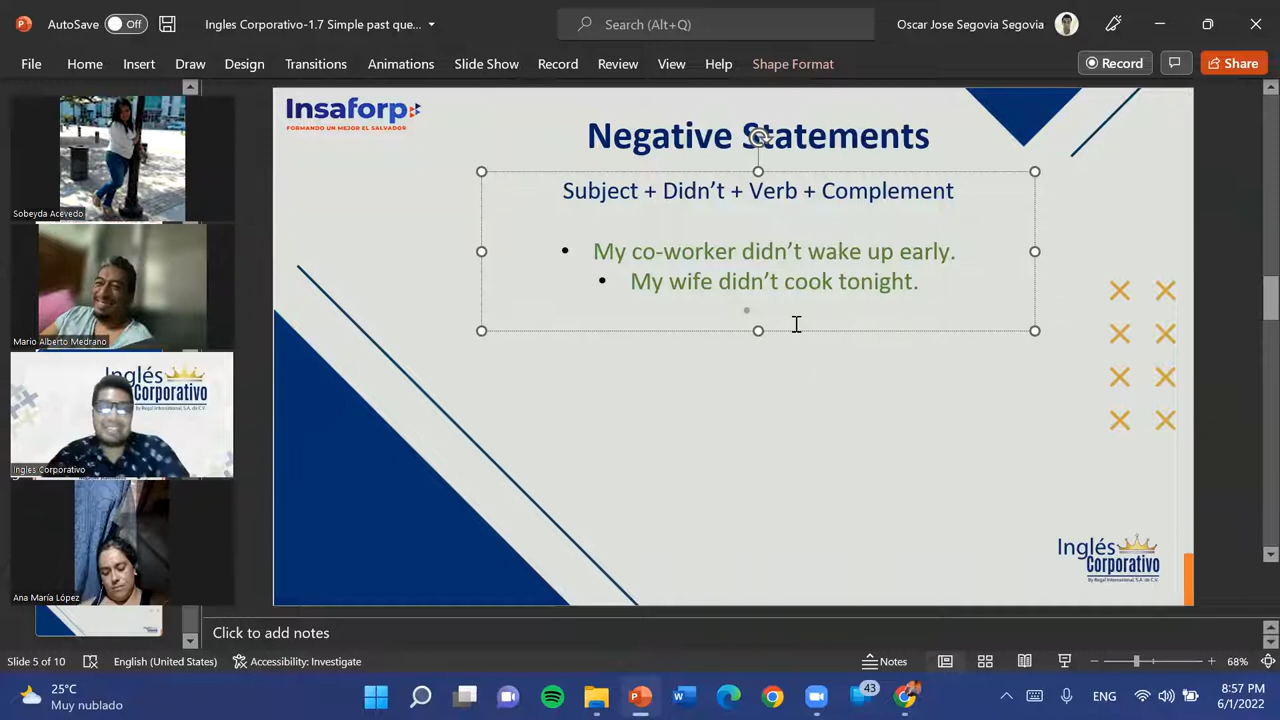 AutoSave Off Ingles Corporativo-1.7 Simple past que... Search (Alt+Q) Oscar Jose Segovia Segovia
File Home Insert Draw Design Transitions Animations Slide Show Record Review View Help Shape Format Record Share
Insaforp
FORMANDO UN MEJOR EL SALVADOR
Negative Statements
Subject + Didn't + Verb + Complement
• My co-worker didn't wake up early.
• My wife didn't cook tonight.
•
Sobeyda Acevedo
Mario Alberto Medrano
Inglés
Corporativo
By Regal International, S.A. de C.V.
Ingles Corporativo
Ana María López
Inglés
Corporativo
By Regal International, S.A. de C.V.
Click to add notes
Slide 5 of 10 English (United States) Accessibility: Investigate Notes 68%
25°C
Muy nublado
43
ENG
8:57 PM
6/1/2022